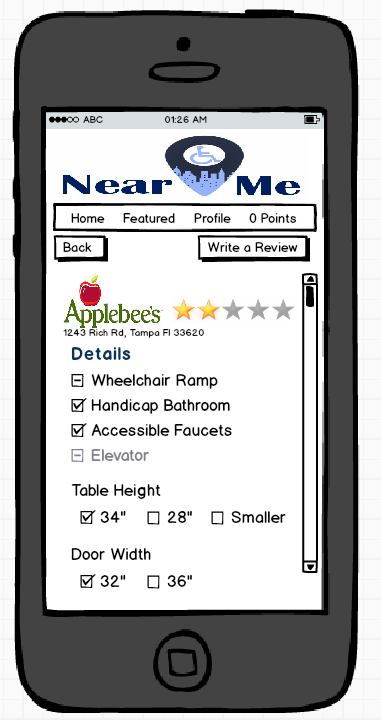 ABC 01:26 AM
Near Me
Home Featured Profile 0 Points
Back Write a Review
Applebee's
1243 Rich Rd, Tampa Fl 33620
Details
Wheelchair Ramp
Handicap Bathroom
Accessible Faucets
Elevator
Table Height
34" 28" Smaller
Door Width
32" 36"